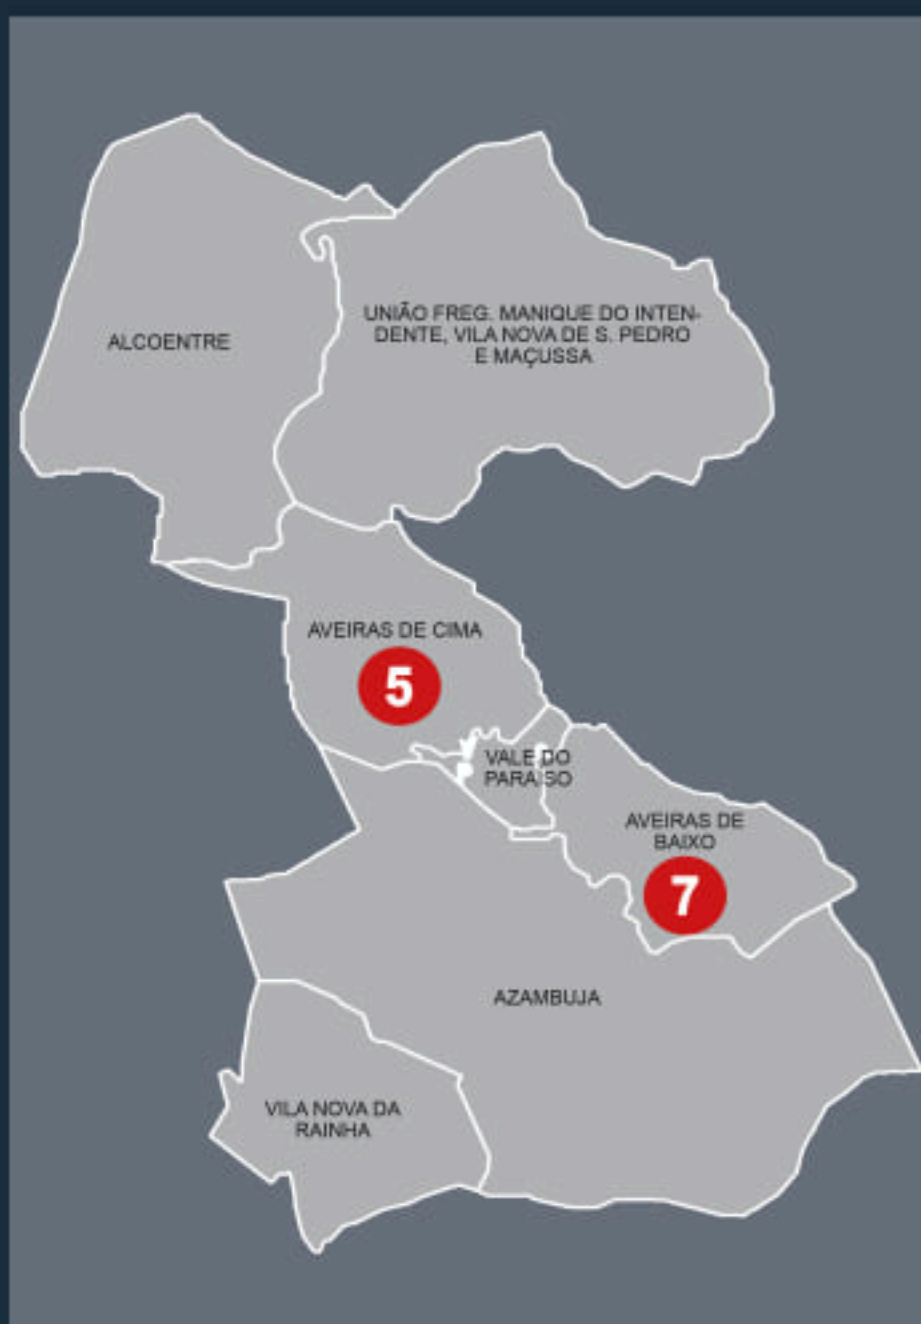 ALCOENTRE
UNIÃO FREG. MANIQUE DO INTEN-
DENTE, VILA NOVA DE S. PEDRO
E MAÇUSSA
AVEIRAS DE CIMA
5
VALE DO
PARAISO
AVEIRAS DE
BAIXO
7
AZAMBUJA
VILA NOVA DA
RAINHA